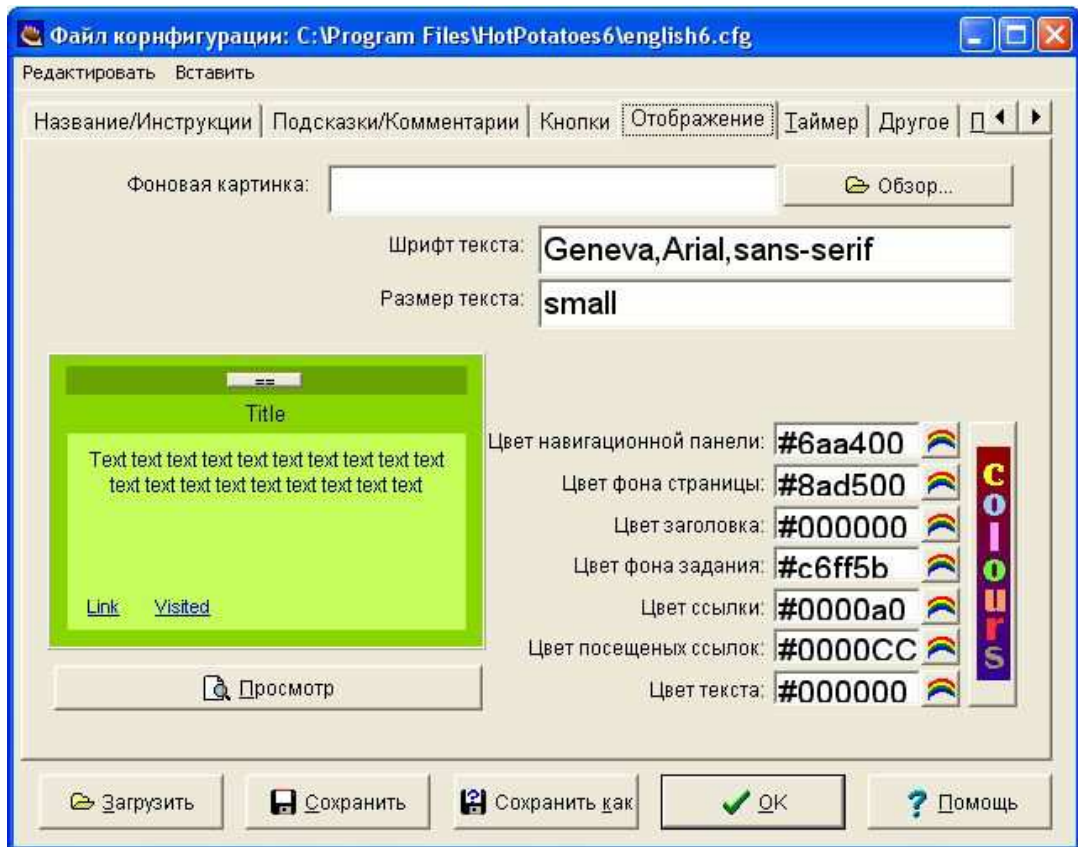 Файл корнфигурации: C:\Program Files\HotPotatoes6\english6.cfg
Редактировать Вставить
Название/Инструкции Подсказки/Комментарии Кнопки Отображение Таймер Другое П
Фоновая картинка: Обзор...
Шрифт текста: Geneva,Arial,sans-serif
Размер текста: small
==
Title
Text text text text text text text text text text
text text text text text text text text text
Link Visited
Просмотр
Цвет навигационной панели: #6aa400
Цвет фона страницы: #8ad500
Цвет заголовка: #000000
Цвет фона задания: #c6ff5b
Цвет ссылки: #0000a0
Цвет посещеных ссылок: #0000CC
Цвет текста: #000000
colours
Загрузить Сохранить Сохранить как OK Помощь